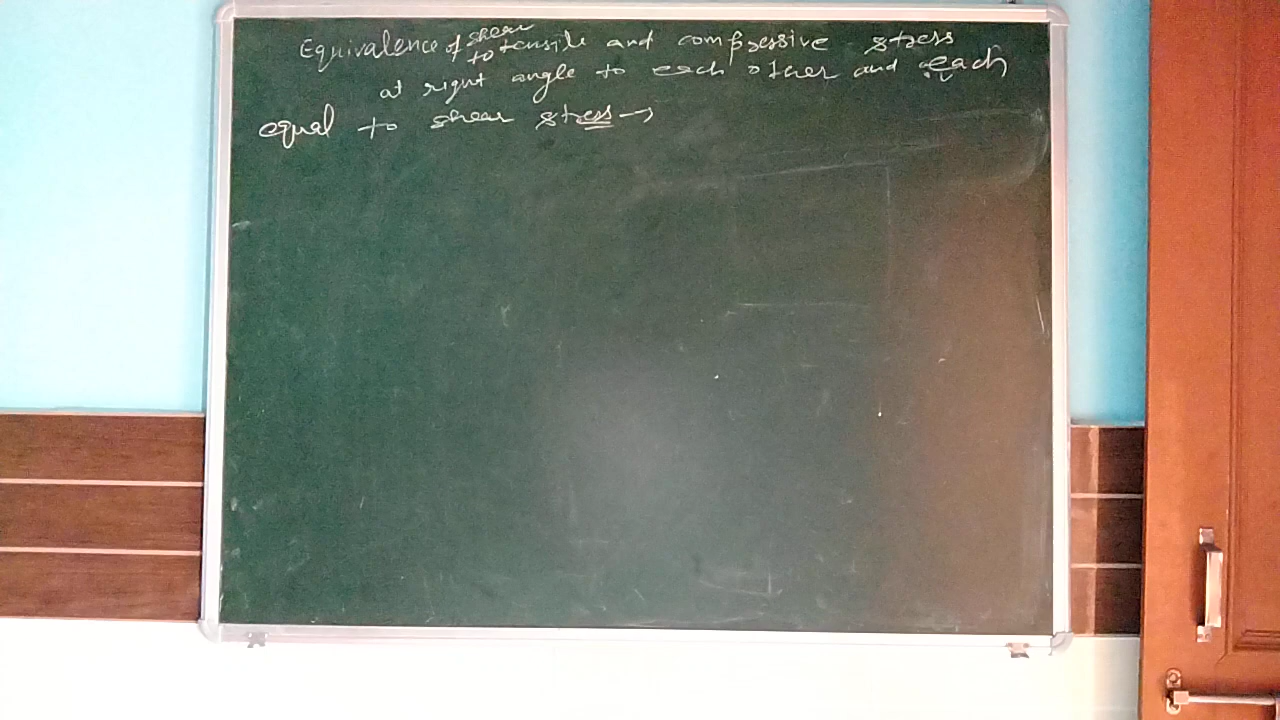 Equivalence of shear to tensile and compressive stress
at right angle to each other and each
equal to shear stress →